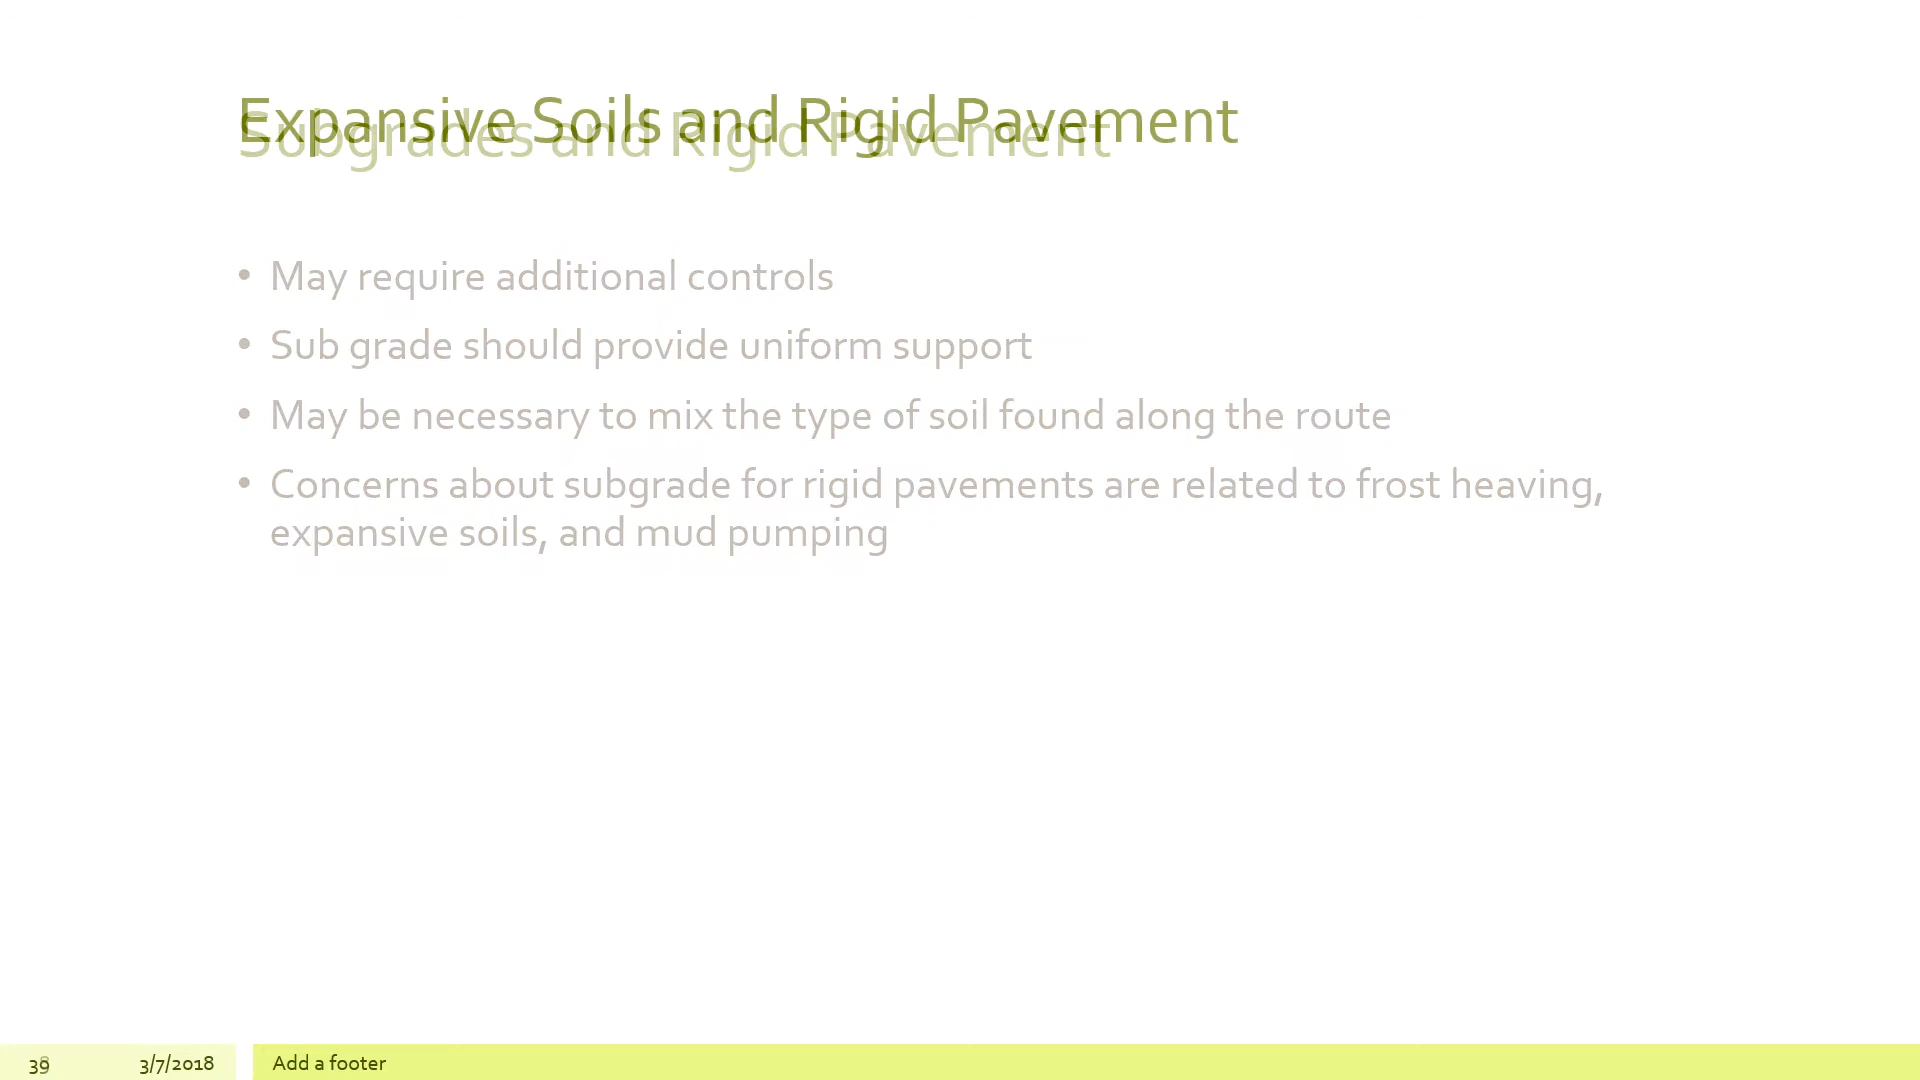 Expansive Soils and Rigid Pavement
Subgrades and Rigid Pavement
• May require additional controls
• Sub grade should provide uniform support
• May be necessary to mix the type of soil found along the route
• Concerns about subgrade for rigid pavements are related to frost heaving,
expansive soils, and mud pumping
39 3/7/2018 Add a footer